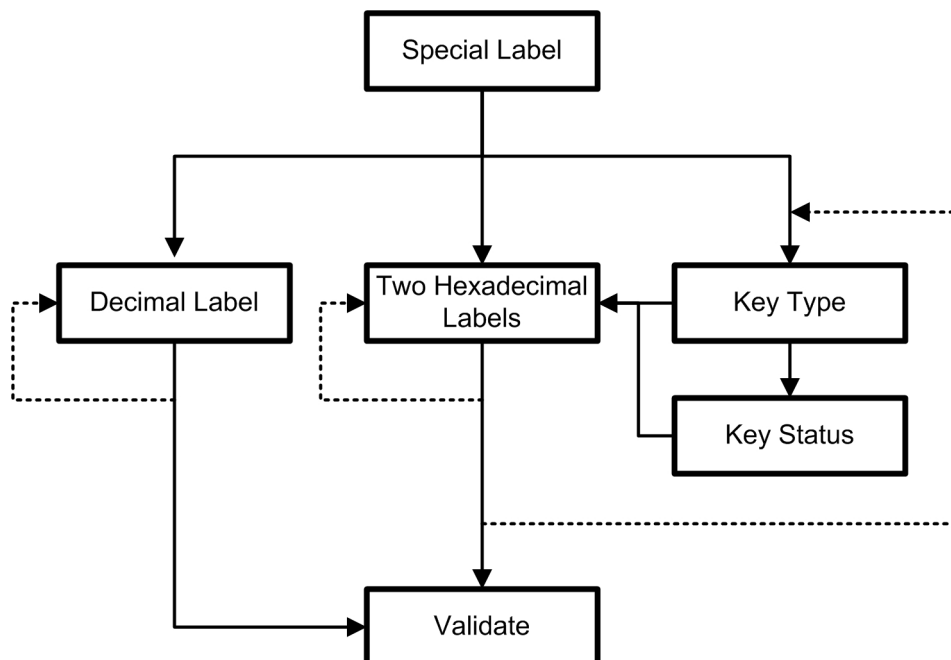 Special Label
Decimal Label
Two Hexadecimal
Labels
Key Type
Key Status
Validate